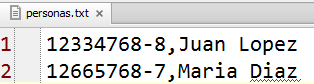 personas.txt
1 12334768-8,Juan Lopez
2 12665768-7,Maria Diaz